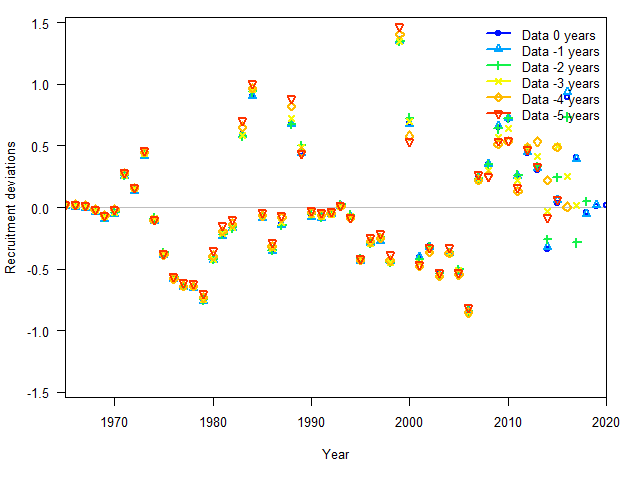 Recruitment deviations
1.5
1.0
0.5
0.0
-0.5
-1.0
-1.5
Data 0 years
Data -1 years
Data -2 years
Data -3 years
Data -4 years
Data -5 years
1970 1980 1990 2000 2010 2020
Year